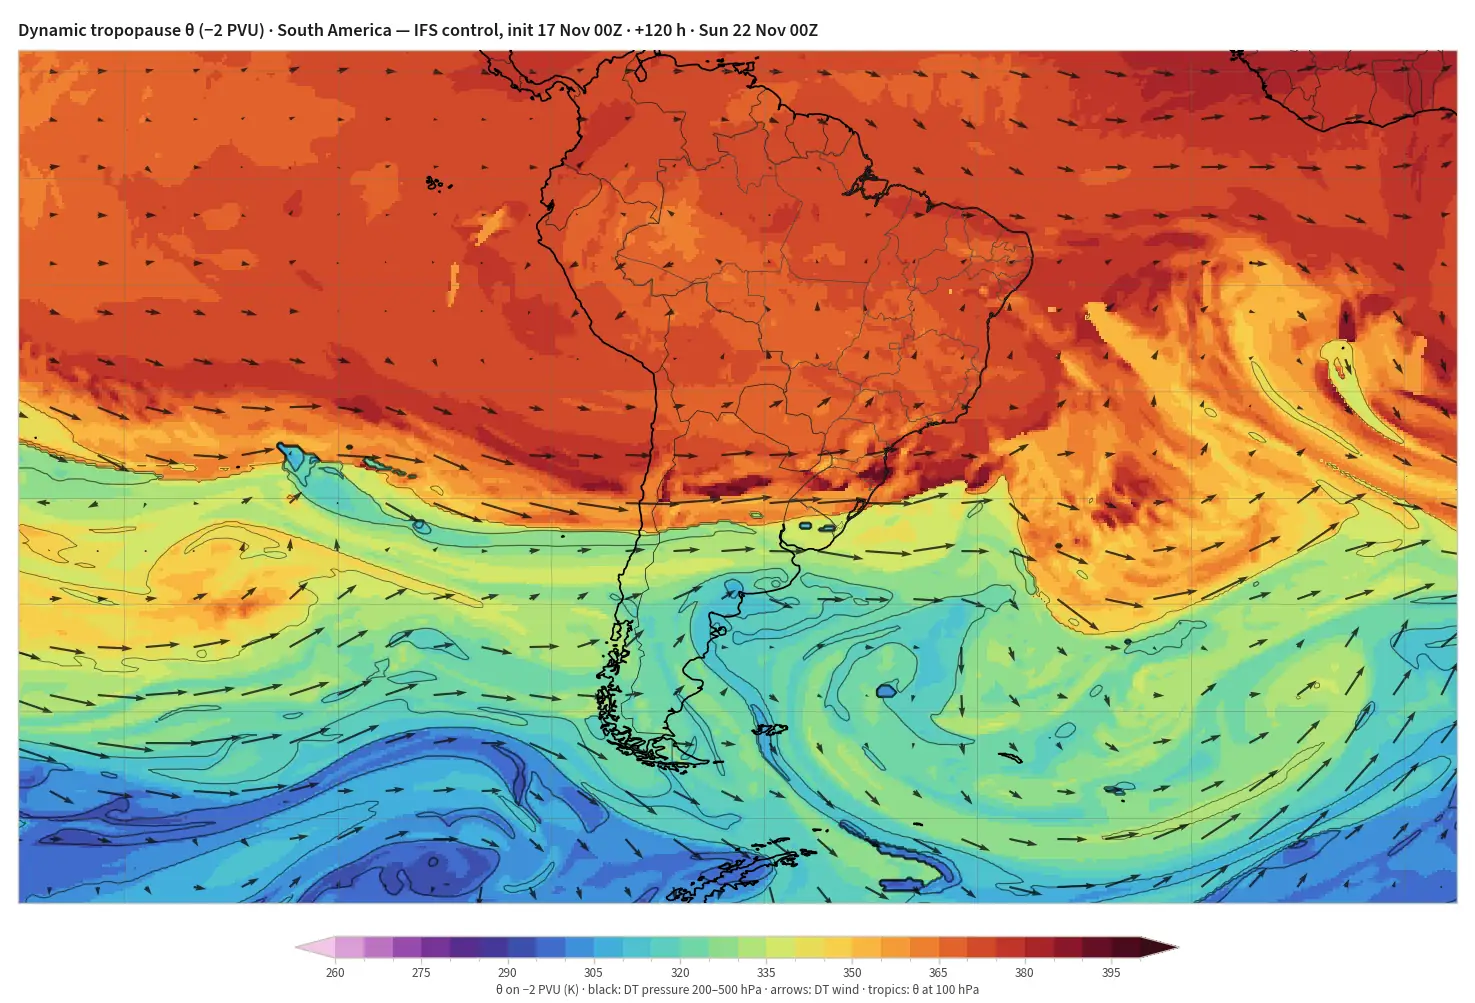 Dynamic tropopause θ (−2 PVU) · South America — IFS control, init 17 Nov 00Z · +120 h · Sun 22 Nov 00Z
260 275 290 305 320 335 350 365 380 395
θ on −2 PVU (K) · black: DT pressure 200–500 hPa · arrows: DT wind · tropics: θ at 100 hPa